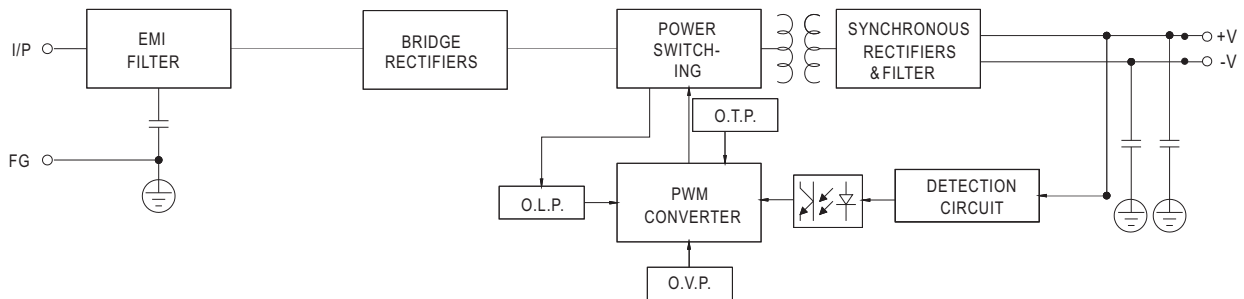 I/P
EMI
FILTER
BRIDGE
RECTIFIERS
POWER
SWITCH-
ING
SYNCHRONOUS
RECTIFIERS
&FILTER
+V
-V
O.T.P.
FG
O.L.P.
PWM
CONVERTER
DETECTION
CIRCUIT
O.V.P.